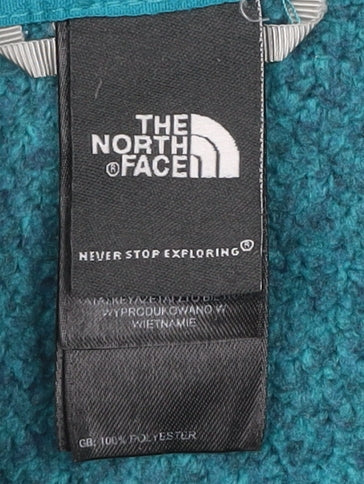 THE
NORTH
®FACE
NEVER STOP EXPLORING®
WYPRODUKOWANO W
WIETNAMIE
GB: 100% POLYESTER